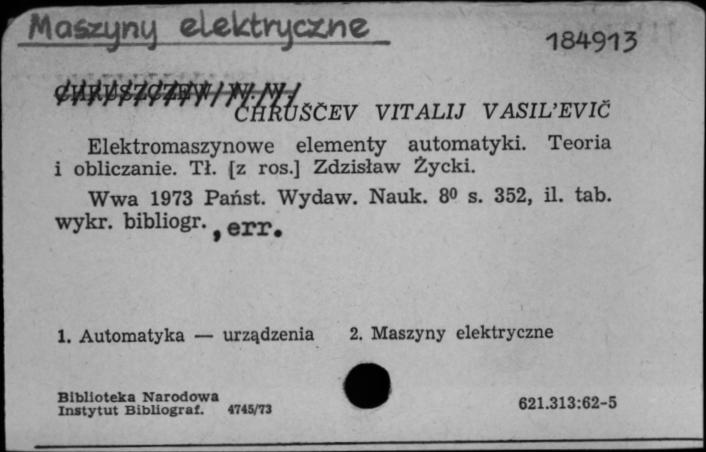 Maszyny elektryczne
184913
CHRUŠČEV VITALIJ VASIL'EVIČ
Elektromaszynowe elementy automatyki. Teoria
i obliczanie. Tł. [z ros.] Zdzisław Życki.
Wwa 1973 Państ. Wydaw. Nauk. 8⁰ s. 352, il. tab.
wykr. bibliogr., err.
1. Automatyka — urządzenia 2. Maszyny elektryczne
Biblioteka Narodowa
Instytut Bibliograf. 4745/73
621.313:62-5